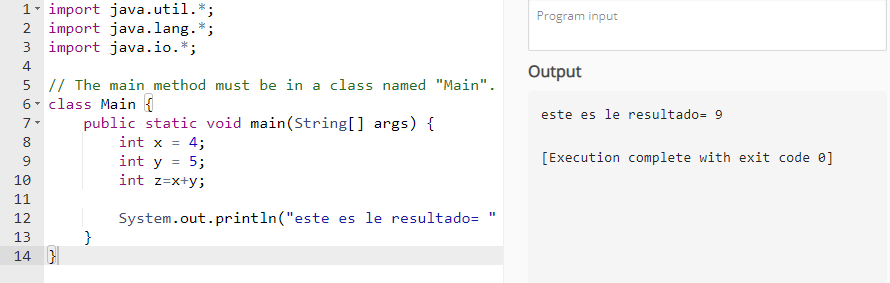 1 import java.util.*;
2 import java.lang.*;
3 import java.io.*;
4
5 // The main method must be in a class named "Main".
6 class Main {
7     public static void main(String[] args) {
8         int x = 4;
9         int y = 5;
10         int z=x+y;
11
12         System.out.println("este es le resultado= "
13     }
14 }
Program input
Output
este es le resultado= 9
[Execution complete with exit code 0]